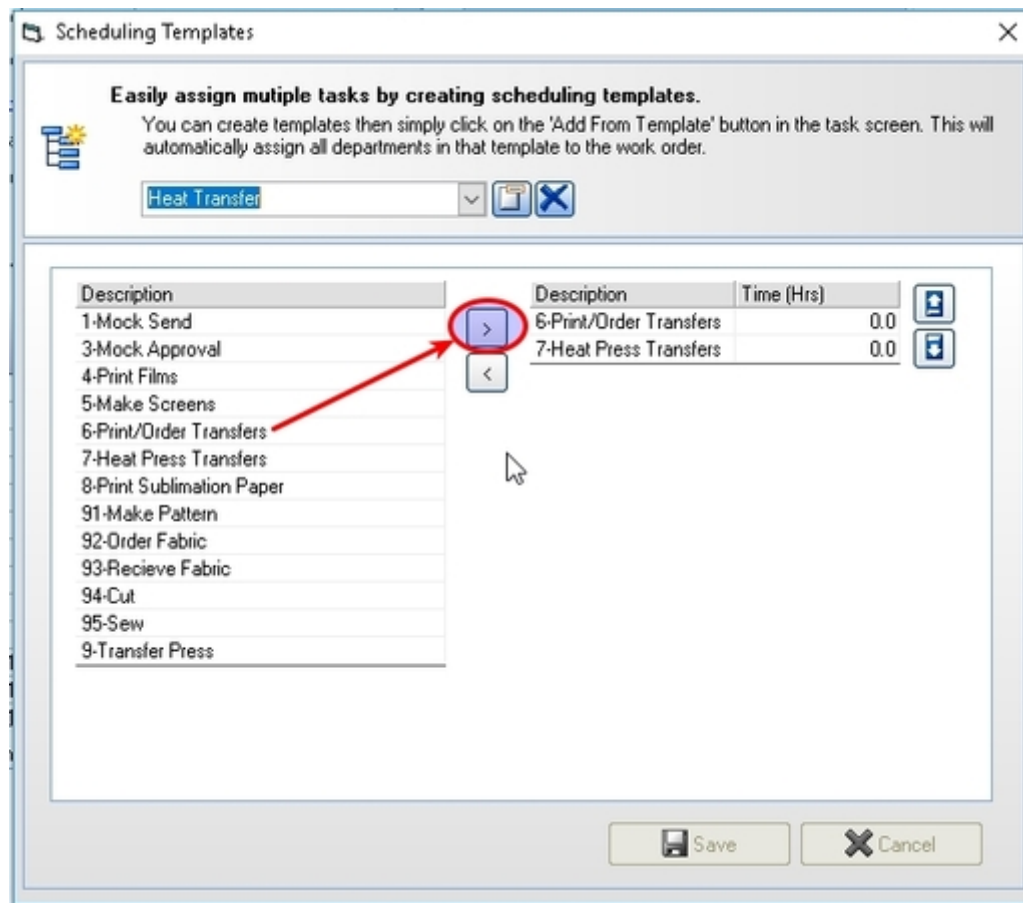 Scheduling Templates
Easily assign mutiple tasks by creating scheduling templates.
You can create templates then simply click on the 'Add From Template' button in the task screen. This will
automatically assign all departments in that template to the work order.
Heat Transfer
Description
1-Mock Send
3-Mock Approval
4-Print Films
5-Make Screens
6-Print/Order Transfers
7-Heat Press Transfers
8-Print Sublimation Paper
91-Make Pattern
92-Order Fabric
93-Recieve Fabric
94-Cut
95-Sew
9-Transfer Press
>
<
Description Time (Hrs)
6-Print/Order Transfers 0.0
7-Heat Press Transfers 0.0
Save Cancel